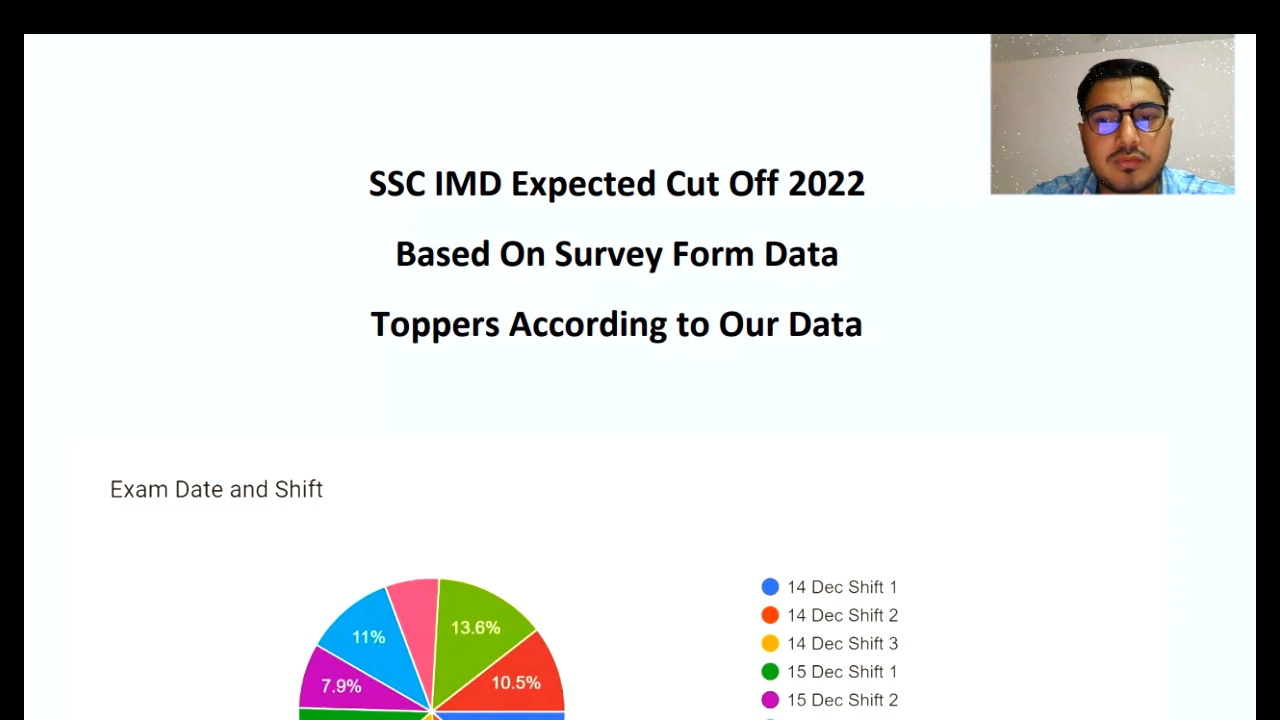 SSC IMD Expected Cut Off 2022
Based On Survey Form Data
Toppers According to Our Data
Exam Date and Shift
11%
13.6%
7.9%
10.5%
14 Dec Shift 1
14 Dec Shift 2
14 Dec Shift 3
15 Dec Shift 1
15 Dec Shift 2